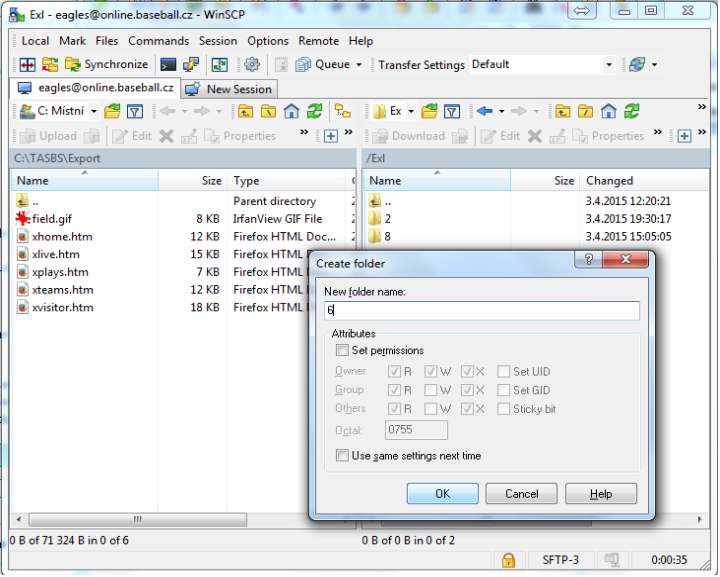 Exl - eagles@online.baseball.cz - WinSCP
Local Mark Files Commands Session Options Remote Help
Synchronize Queue Transfer Settings Default
eagles@online.baseball.cz New Session
C: Místní Ex
Upload Edit Properties » Download Edit Properties »
C:\TASBS\Export /Exl
Name Size Type Name Size Changed
.. Parent directory .. 3.4.2015 12:20:21
field.gif 8 KB IrfanView GIF File 2 3.4.2015 19:30:17
xhome.htm 12 KB Firefox HTML Doc... 8 3.4.2015 15:05:05
xlive.htm 15 KB Firefox HTML
xplays.htm 7 KB Firefox HTML
xteams.htm 12 KB Firefox HTML
xvisitor.htm 18 KB Firefox HTML
Create folder
New folder name:
6
Attributes
Set permissions
Owner R W X Set UID
Group R W X Set GID
Others R W X Sticky bit
Octal: 0755
Use same settings next time
OK Cancel Help
0 B of 71 324 B in 0 of 6 0 B of 0 B in 0 of 2
SFTP-3 0:00:35